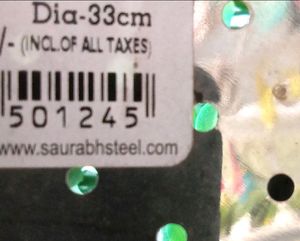 Dia-33cm
/- (INCL.OF ALL TAXES)
501245
www.saurabhsteel.com